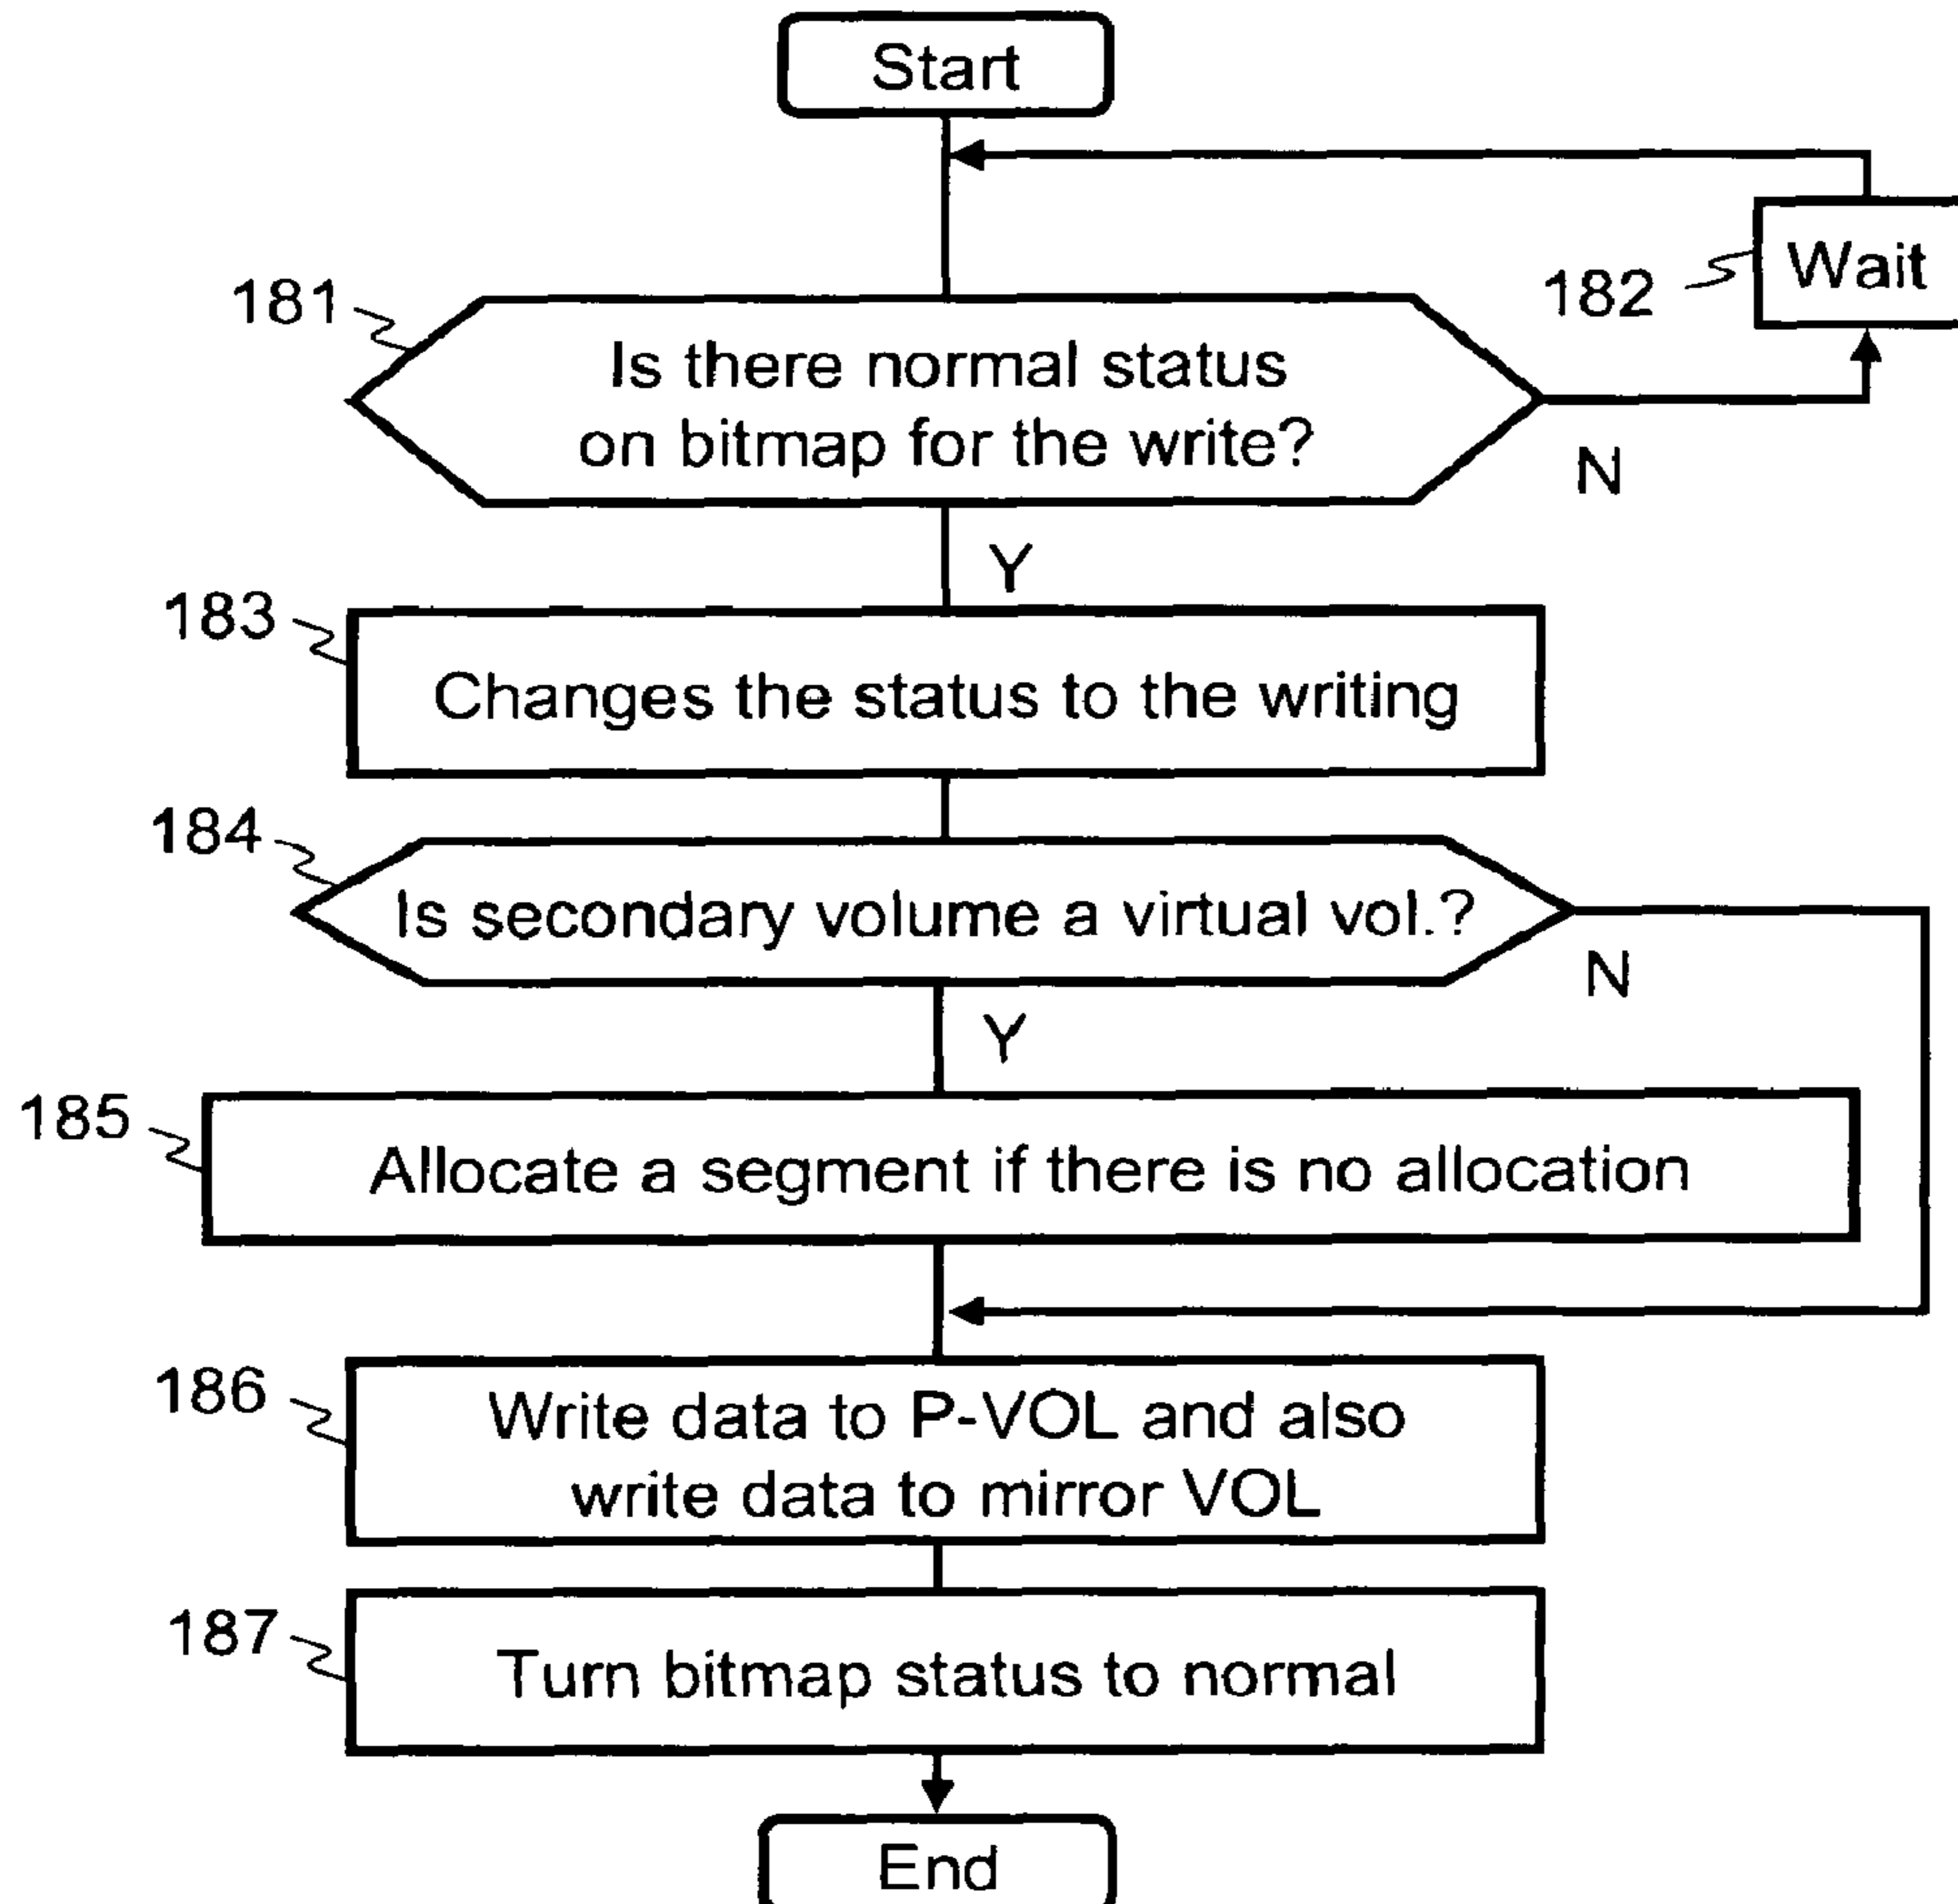 Start
182
Wait
181
Is there normal status
on bitmap for the write?
N
Y
183
Changes the status to the writing
184
Is secondary volume a virtual vol.?
N
Y
185
Allocate a segment if there is no allocation
186
Write data to P-VOL and also
write data to mirror VOL
187
Turn bitmap status to normal
End